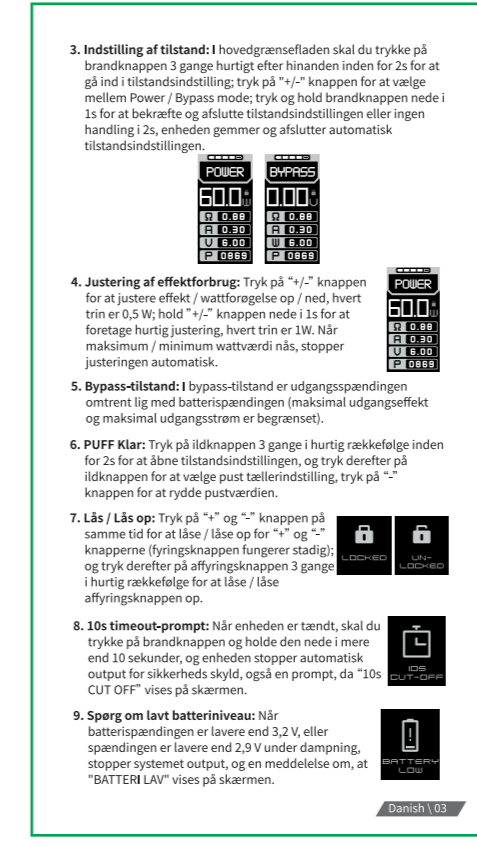 3. Indstilling af tilstand: I hovedgrænsefladen skal du trykke på
brandknappen 3 gange hurtigt efter hinanden inden for 2s for at
gå ind i tilstandsindstilling; tryk på "+/-" knappen for at vælge
mellem Power / Bypass mode; tryk og hold brandknappen nede i
1s for at bekræfte og afslutte tilstandsindstillingen eller ingen
handling i 2s, enheden gemmer og afslutter automatisk
tilstandsindstillingen.
POWER
60.0 W
Ω 0.88
A 0.30
V 6.00
P 0869
BYPASS
0.00 V
Ω 0.88
A 0.30
W 6.00
P 0869
4. Justering af effektforbrug: Tryk på “+/-” knappen
for at justere effekt / wattforøgelse op / ned, hvert
trin er 0,5 W; hold ”+/-” knappen nede i 1s for at
foretage hurtig justering, hvert trin er 1W. Når
maksimum / minimum wattværdi nås, stopper
justeringen automatisk.
POWER
60.0 W
Ω 0.88
A 0.30
V 6.00
P 0869
5. Bypass-tilstand: I bypass-tilstand er udgangsspændingen
omtrent lig med batterispændingen (maksimal udgangseffekt
og maksimal udgangsstrøm er begrænset).
6. PUFF Klar: Tryk på ildknappen 3 gange i hurtig rækkefølge inden
for 2s for at åbne tilstandsindstillingen, og tryk derefter på
ildknappen for at vælge pust tællerindstilling, tryk på “-”
knappen for at rydde pustværdien.
7. Lås / Lås op: Tryk på “+” og “-” knappen på
samme tid for at låse / låse op for “+” og “-”
knapperne (fyringsknappen fungerer stadig);
og tryk derefter på affyringsknappen 3 gange
i hurtig rækkefølge for at låse / låse
affyringsknappen op.
LOCKED
UN-
LOCKED
8. 10s timeout-prompt: Når enheden er tændt, skal du
trykke på brandknappen og holde den nede i mere
end 10 sekunder, og enheden stopper automatisk
output for sikkerheds skyld, også en prompt, da “10s
CUT OFF” vises på skærmen.
10S
CUT-OFF
9. Spørg om lavt batteriniveau: Når
batterispændingen er lavere end 3,2 V, eller
spændingen er lavere end 2,9 V under dampning,
stopper systemet output, og en meddelelse om, at
"BATTERI LAV" vises på skærmen.
BATTERY
LOW
Danish \ 03